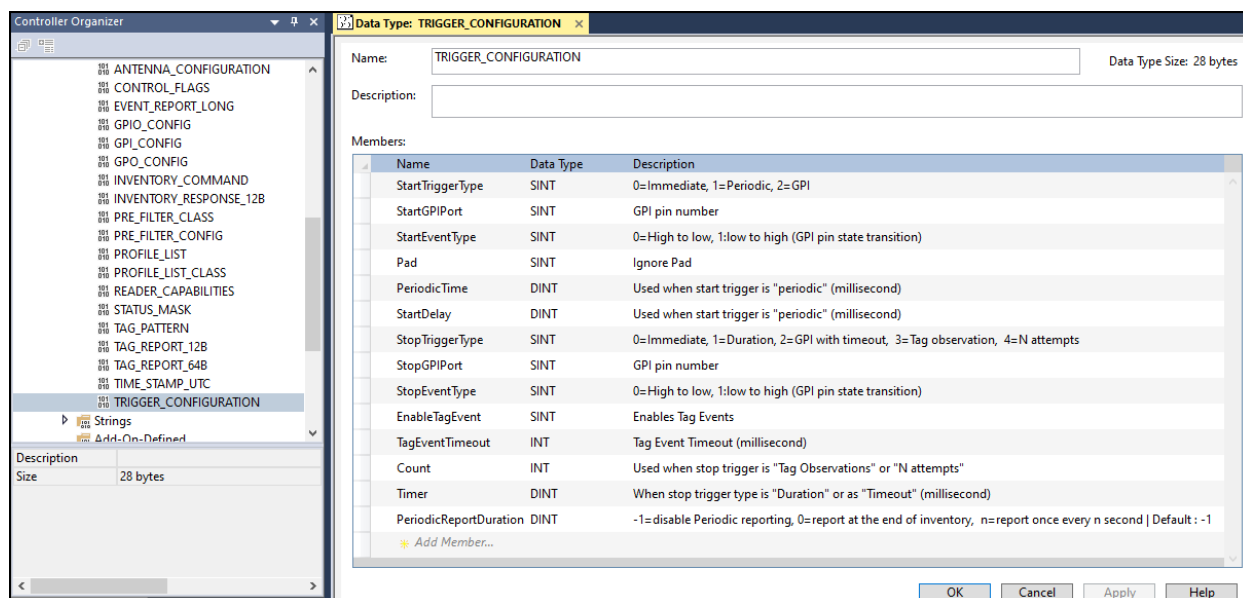 Controller Organizer
ANTENNA_CONFIGURATION
CONTROL_FLAGS
EVENT_REPORT_LONG
GPIO_CONFIG
GPI_CONFIG
GPO_CONFIG
INVENTORY_COMMAND
INVENTORY_RESPONSE_12B
PRE_FILTER_CLASS
PRE_FILTER_CONFIG
PROFILE_LIST
PROFILE_LIST_CLASS
READER_CAPABILITIES
STATUS_MASK
TAG_PATTERN
TAG_REPORT_12B
TAG_REPORT_64B
TIME_STAMP_UTC
TRIGGER_CONFIGURATION
Strings
Add-On-Defined
Description
Size 28 bytes
Data Type: TRIGGER_CONFIGURATION
Name: TRIGGER_CONFIGURATION Data Type Size: 28 bytes
Description:
Members:
Name Data Type Description
StartTriggerType SINT 0=Immediate, 1=Periodic, 2=GPI
StartGPIPort SINT GPI pin number
StartEventType SINT 0=High to low, 1:low to high (GPI pin state transition)
Pad SINT Ignore Pad
PeriodicTime DINT Used when start trigger is "periodic" (millisecond)
StartDelay DINT Used when start trigger is "periodic" (millisecond)
StopTriggerType SINT 0=Immediate, 1=Duration, 2=GPI with timeout, 3=Tag observation, 4=N attempts
StopGPIPort SINT GPI pin number
StopEventType SINT 0=High to low, 1:low to high (GPI pin state transition)
EnableTagEvent SINT Enables Tag Events
TagEventTimeout INT Tag Event Timeout (millisecond)
Count INT Used when stop trigger is "Tag Observations" or "N attempts"
Timer DINT When stop trigger type is "Duration" or as "Timeout" (millisecond)
PeriodicReportDuration DINT -1=disable Periodic reporting, 0=report at the end of inventory, n=report once every n second | Default : -1
Add Member...
OK Cancel Apply Help